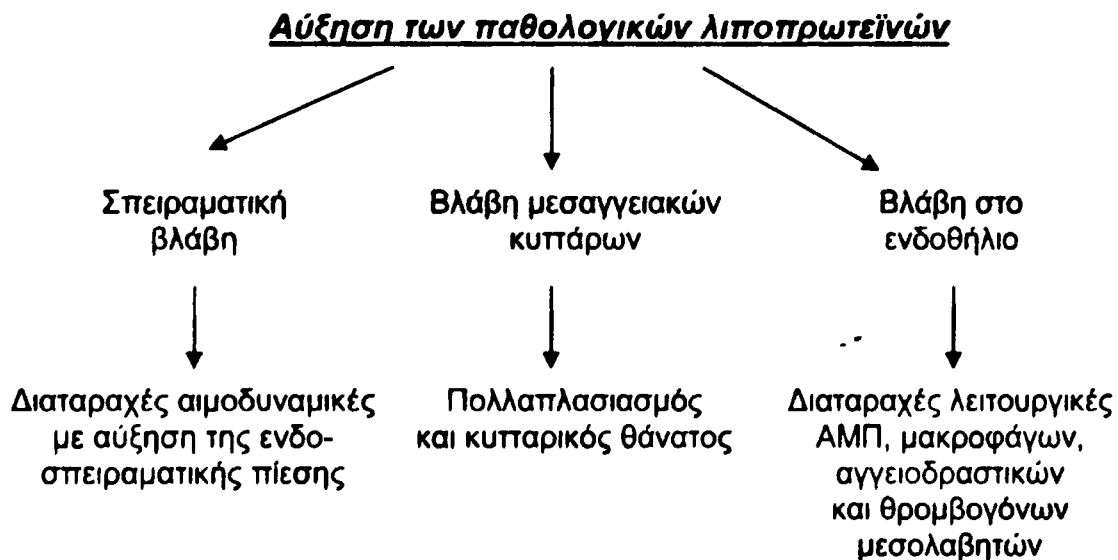 Αύξηση των παθολογικών λιποπρωτεϊνών
Σπειραματική
βλάβη
Βλάβη μεσαγγειακών
κυττάρων
Βλάβη στο
ενδοθήλιο
Διαταραχές αιμοδυναμικές
με αύξηση της ενδο-
σπειραματικής πίεσης
Πολλαπλασιασμός
και κυτταρικός θάνατος
Διαταραχές λειτουργικές
ΑΜΠ, μακροφάγων,
αγγειοδραστικών
και θρομβογόνων
μεσολαβητών